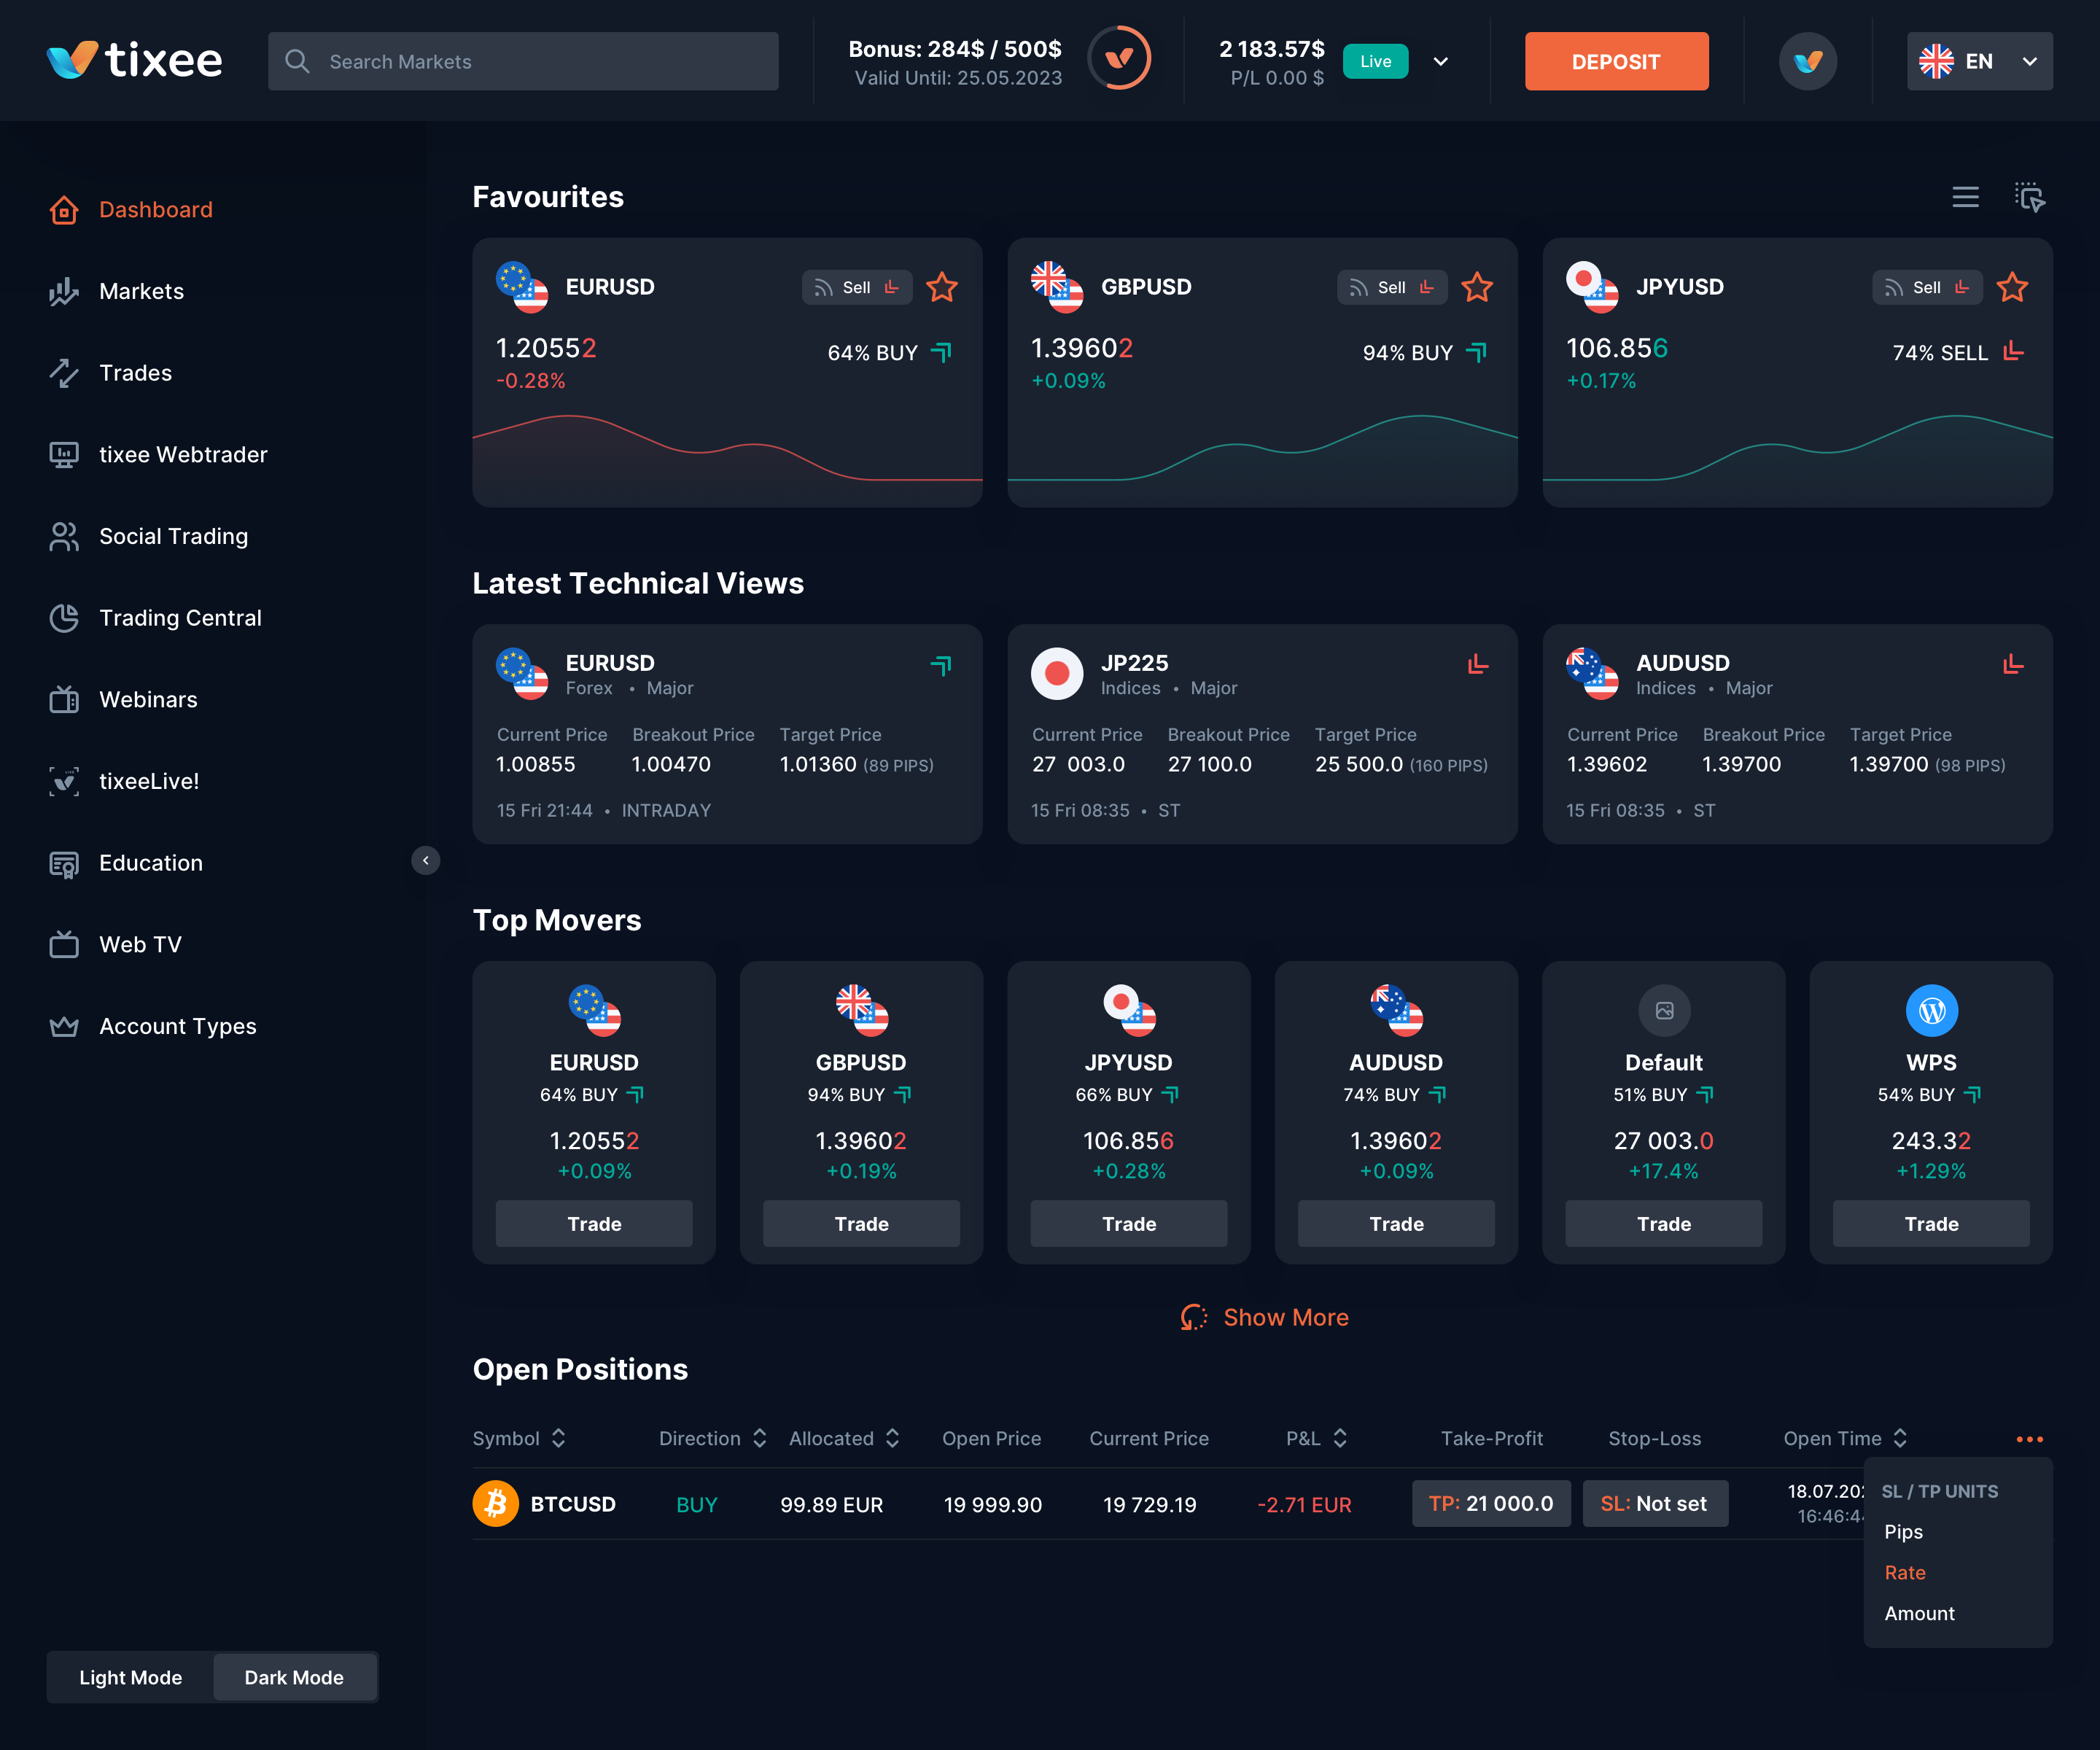 tixee
Search Markets
Bonus: 284$ / 500$
Valid Until: 25.05.2023
2 183.57$
P/L 0.00 $
Live
DEPOSIT
EN
Dashboard
Markets
Trades
tixee Webtrader
Social Trading
Trading Central
Webinars
tixeeLive!
Education
Web TV
Account Types
Light Mode
Dark Mode
Favourites
EURUSD
Sell
1.20552
64% BUY
-0.28%
GBPUSD
Sell
1.39602
94% BUY
+0.09%
JPYUSD
Sell
106.856
74% SELL
+0.17%
Latest Technical Views
EURUSD
Forex • Major
Current Price Breakout Price Target Price
1.00855 1.00470 1.01360 (89 PIPS)
15 Fri 21:44 • INTRADAY
JP225
Indices • Major
Current Price Breakout Price Target Price
27 003.0 27 100.0 25 500.0 (160 PIPS)
15 Fri 08:35 • ST
AUDUSD
Indices • Major
Current Price Breakout Price Target Price
1.39602 1.39700 1.39700 (98 PIPS)
15 Fri 08:35 • ST
Top Movers
EURUSD
64% BUY
1.20552
+0.09%
Trade
GBPUSD
94% BUY
1.39602
+0.19%
Trade
JPYUSD
66% BUY
106.856
+0.28%
Trade
AUDUSD
74% BUY
1.39602
+0.09%
Trade
Default
51% BUY
27 003.0
+17.4%
Trade
WPS
54% BUY
243.32
+1.29%
Trade
Show More
Open Positions
Symbol Direction Allocated Open Price Current Price P&L Take-Profit Stop-Loss Open Time
BTCUSD BUY 99.89 EUR 19 999.90 19 729.19 -2.71 EUR TP: 21 000.0 SL: Not set 18.07.202
16:46:44
SL / TP UNITS
Pips
Rate
Amount